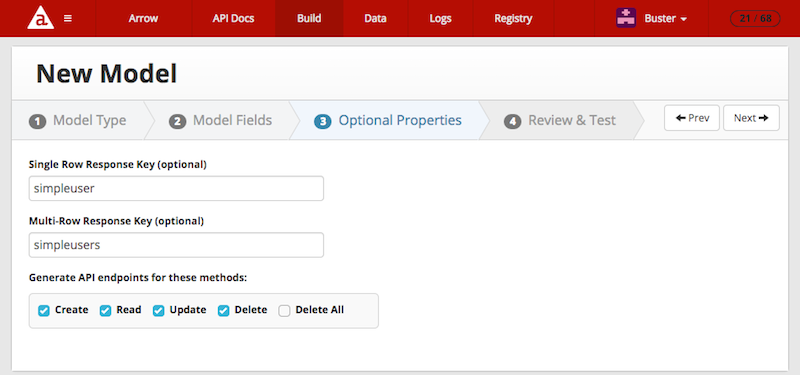 a Arrow API Docs Build Data Logs Registry Buster 21 / 68
New Model
1 Model Type 2 Model Fields 3 Optional Properties 4 Review & Test Prev Next
Single Row Response Key (optional)
simpleuser
Multi-Row Response Key (optional)
simpleusers
Generate API endpoints for these methods:
Create Read Update Delete Delete All